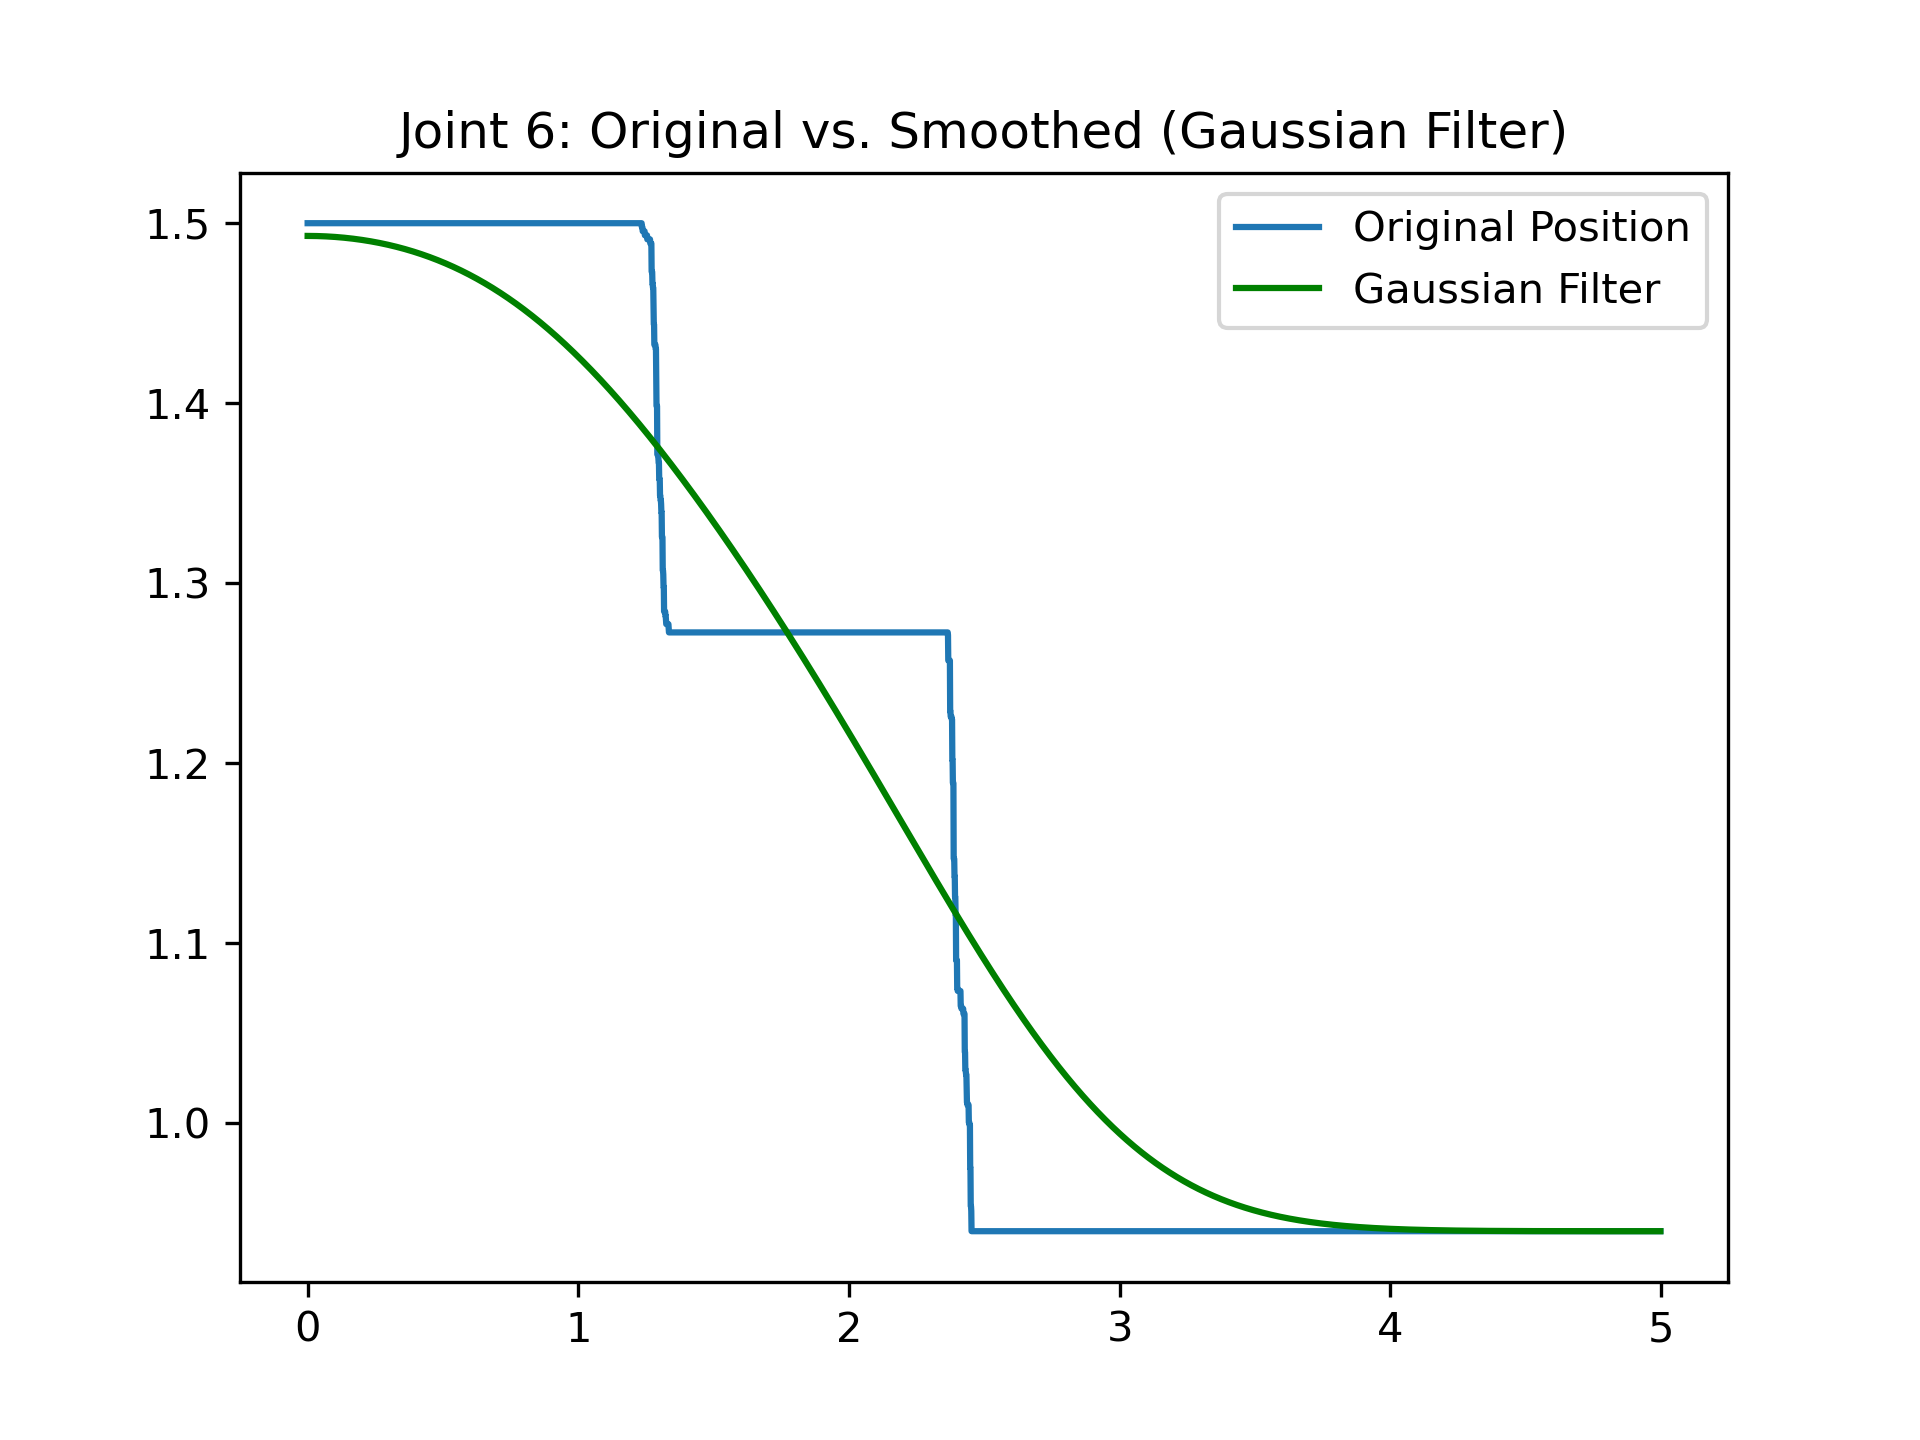 Joint 6: Original vs. Smoothed (Gaussian Filter)
Original Position
Gaussian Filter
1.5
1.4
1.3
1.2
1.1
1.0
0 1 2 3 4 5